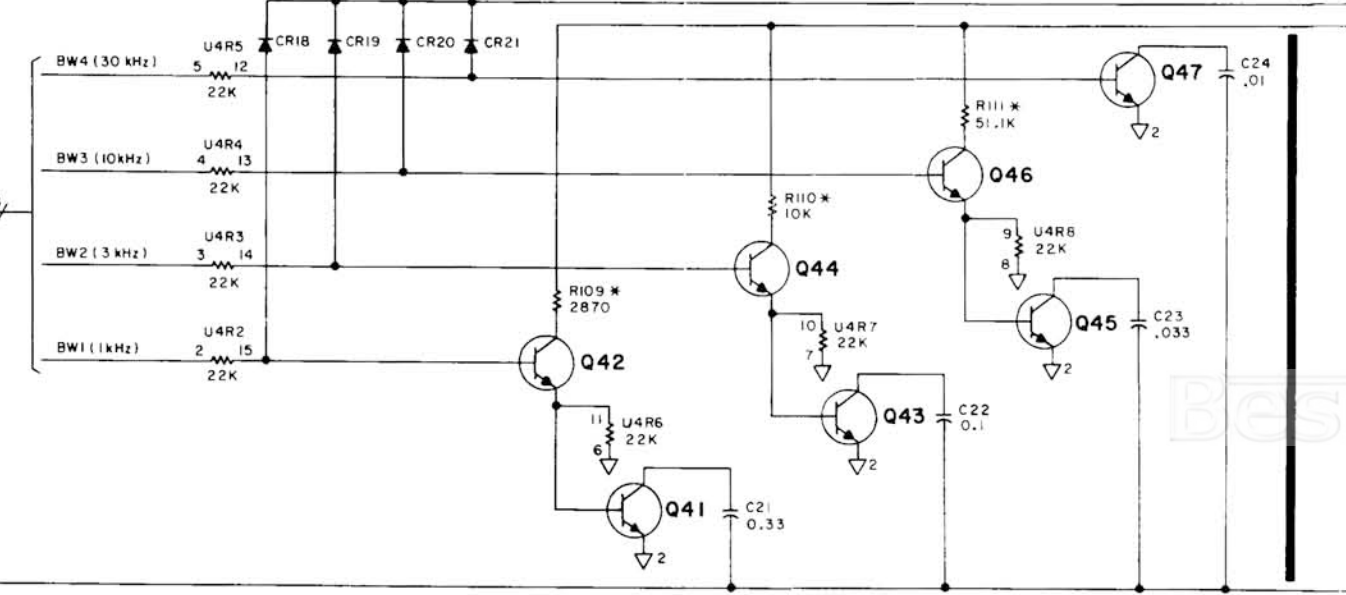 CR18
CR19
CR20
CR21
U4R5
BW4 (30 kHz)
5
12
22K
Q47
C24
.01
2
R111*
51.1K
U4R4
BW3 (10kHz)
4
13
22K
Q46
R110*
10K
9
U4R8
22K
8
U4R3
BW2 (3 kHz)
3
14
22K
Q44
R109*
2870
Q45
C23
.033
2
10
U4R7
22K
7
U4R2
BW1 (1kHz)
2
15
22K
Q42
Q43
C22
0.1
2
11
U4R6
22K
6
Q41
C21
0.33
2
Bes